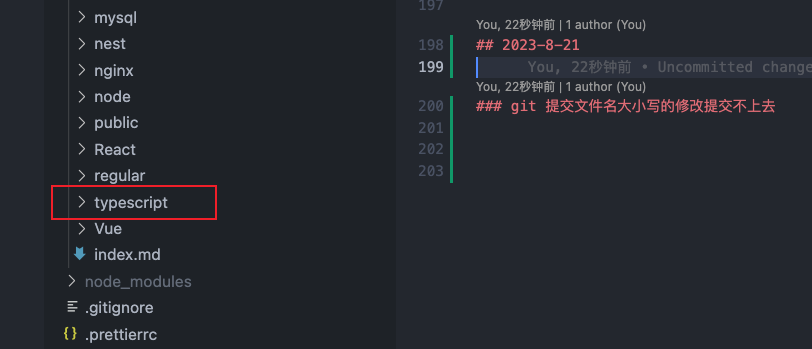 mysql
nest
nginx
node
public
React
regular
typescript
Vue
index.md
node_modules
.gitignore
.prettierrc
197
You, 22秒钟前 | 1 author (You)
198 ## 2023-8-21
199 You, 22秒钟前 • Uncommitted change
You, 22秒钟前 | 1 author (You)
200 ### git 提交文件名大小写的修改提交不上去
201
202
203